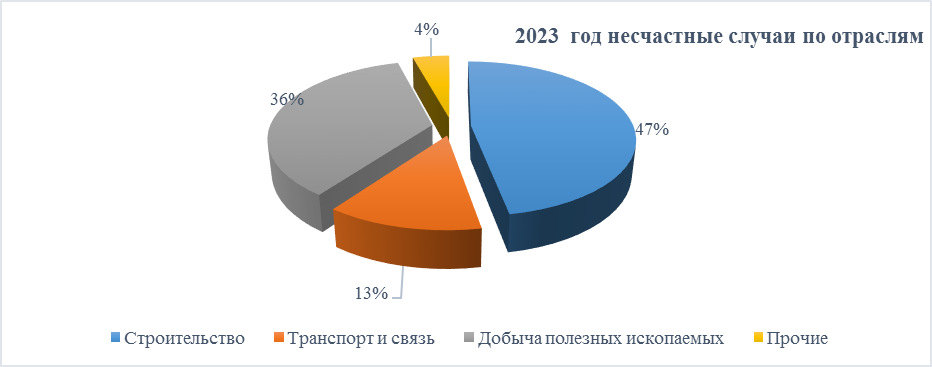 4%
2023 год несчастные случаи по отраслям
36%
47%
13%
Строительство
Транспорт и связь
Добыча полезных ископаемых
Прочие